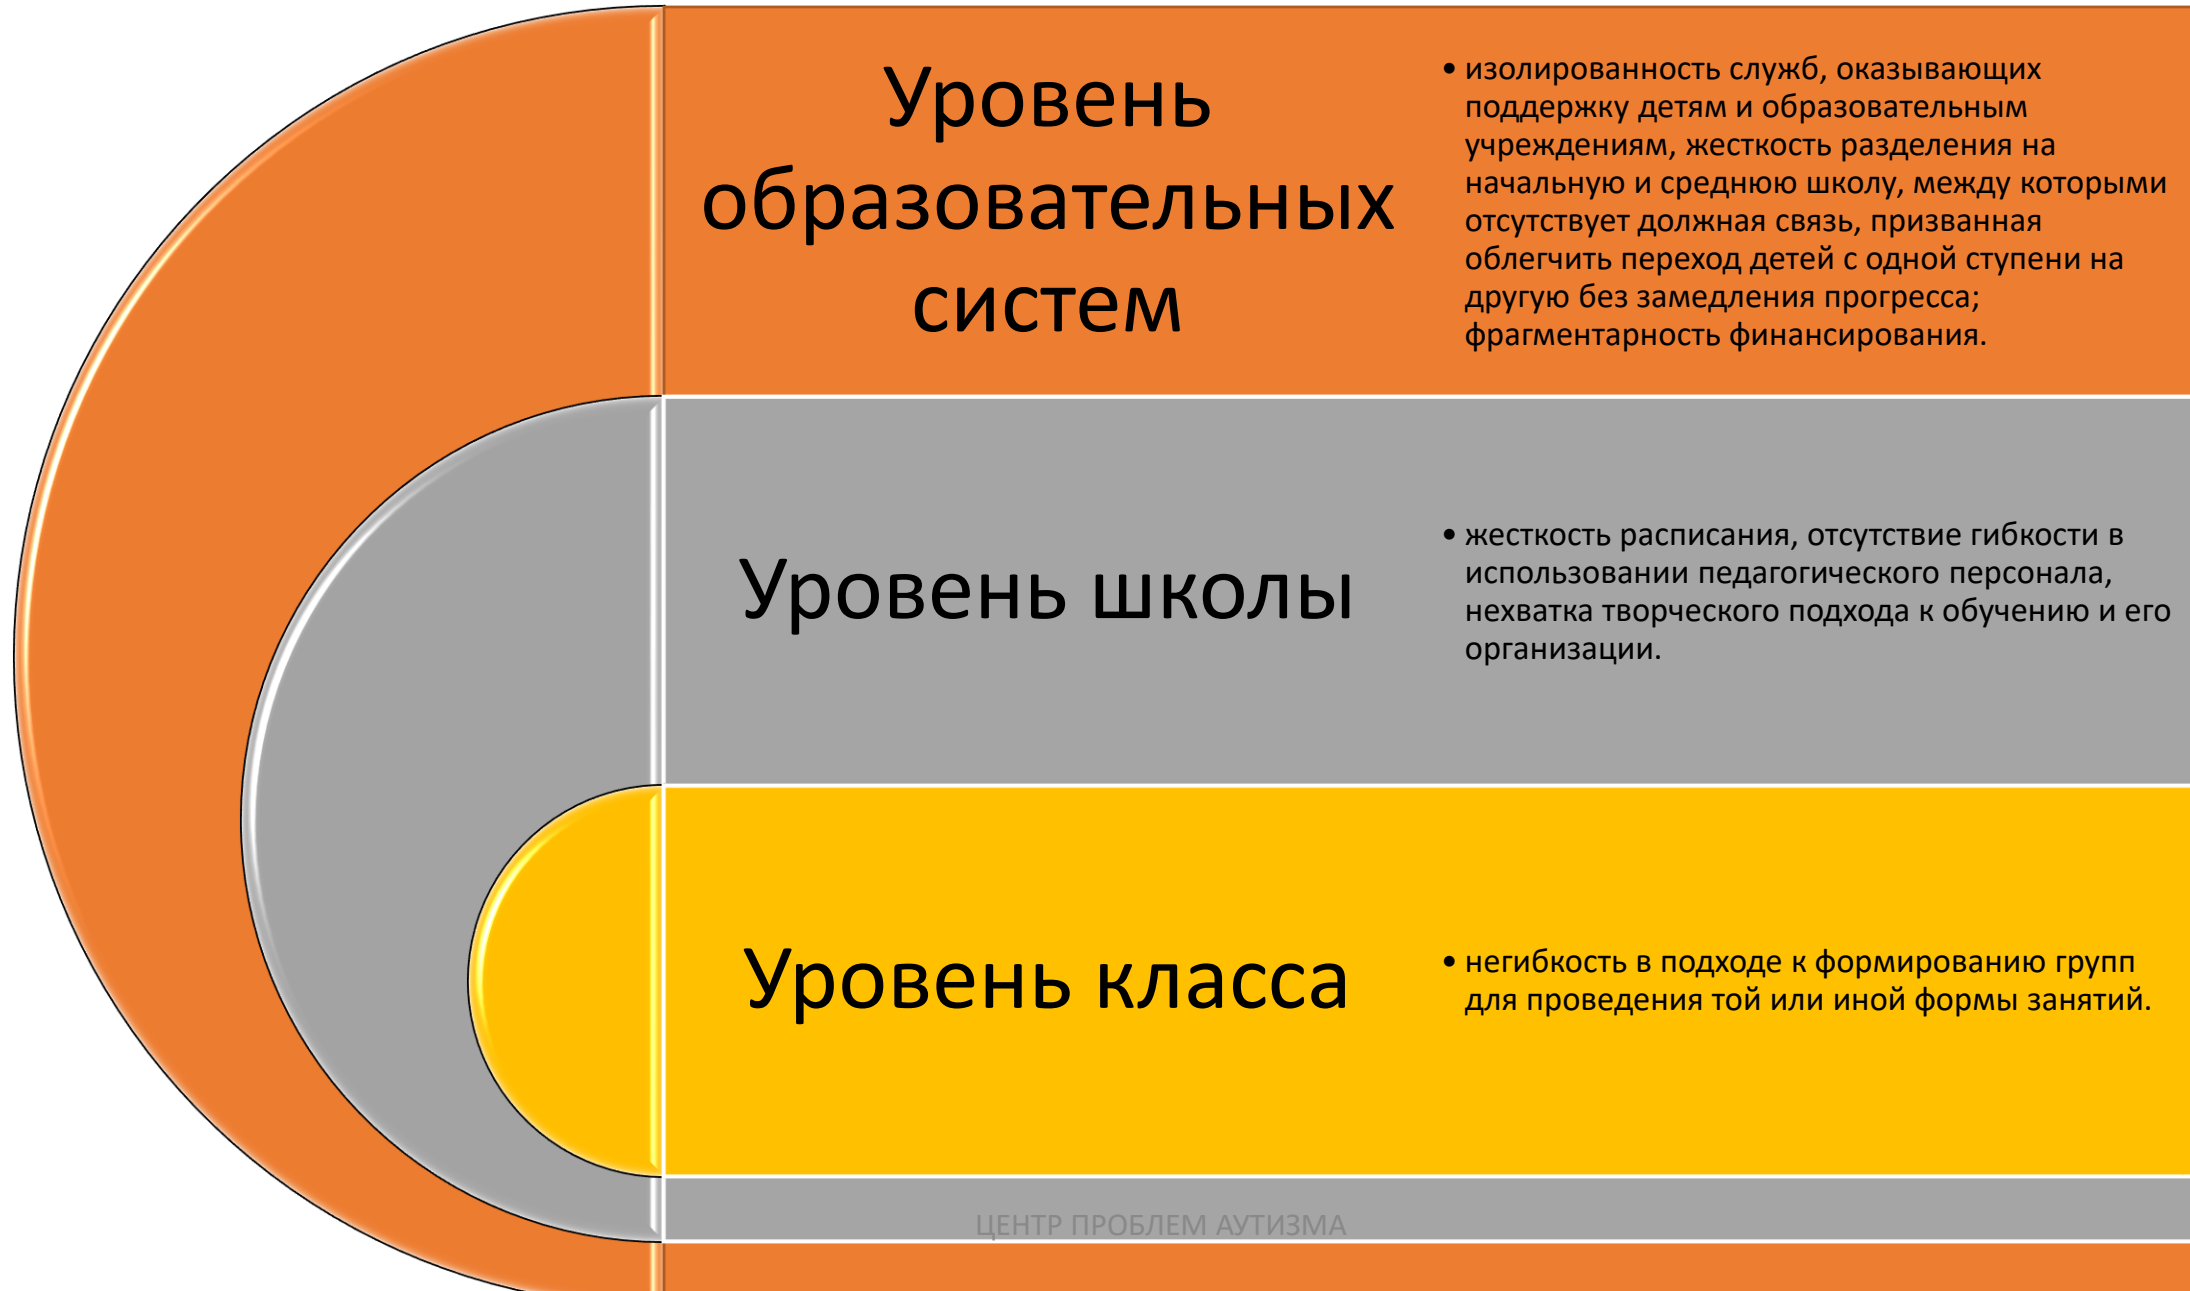 Уровень
образовательных
систем
• изолированность служб, оказывающих
поддержку детям и образовательным
учреждениям, жесткость разделения на
начальную и среднюю школу, между которыми
отсутствует должная связь, призванная
облегчить переход детей с одной ступени на
другую без замедления прогресса;
фрагментарность финансирования.
Уровень школы
• жесткость расписания, отсутствие гибкости в
использовании педагогического персонала,
нехватка творческого подхода к обучению и его
организации.
Уровень класса
• негибкость в подходе к формированию групп
для проведения той или иной формы занятий.
ЦЕНТР ПРОБЛЕМ АУТИЗМА